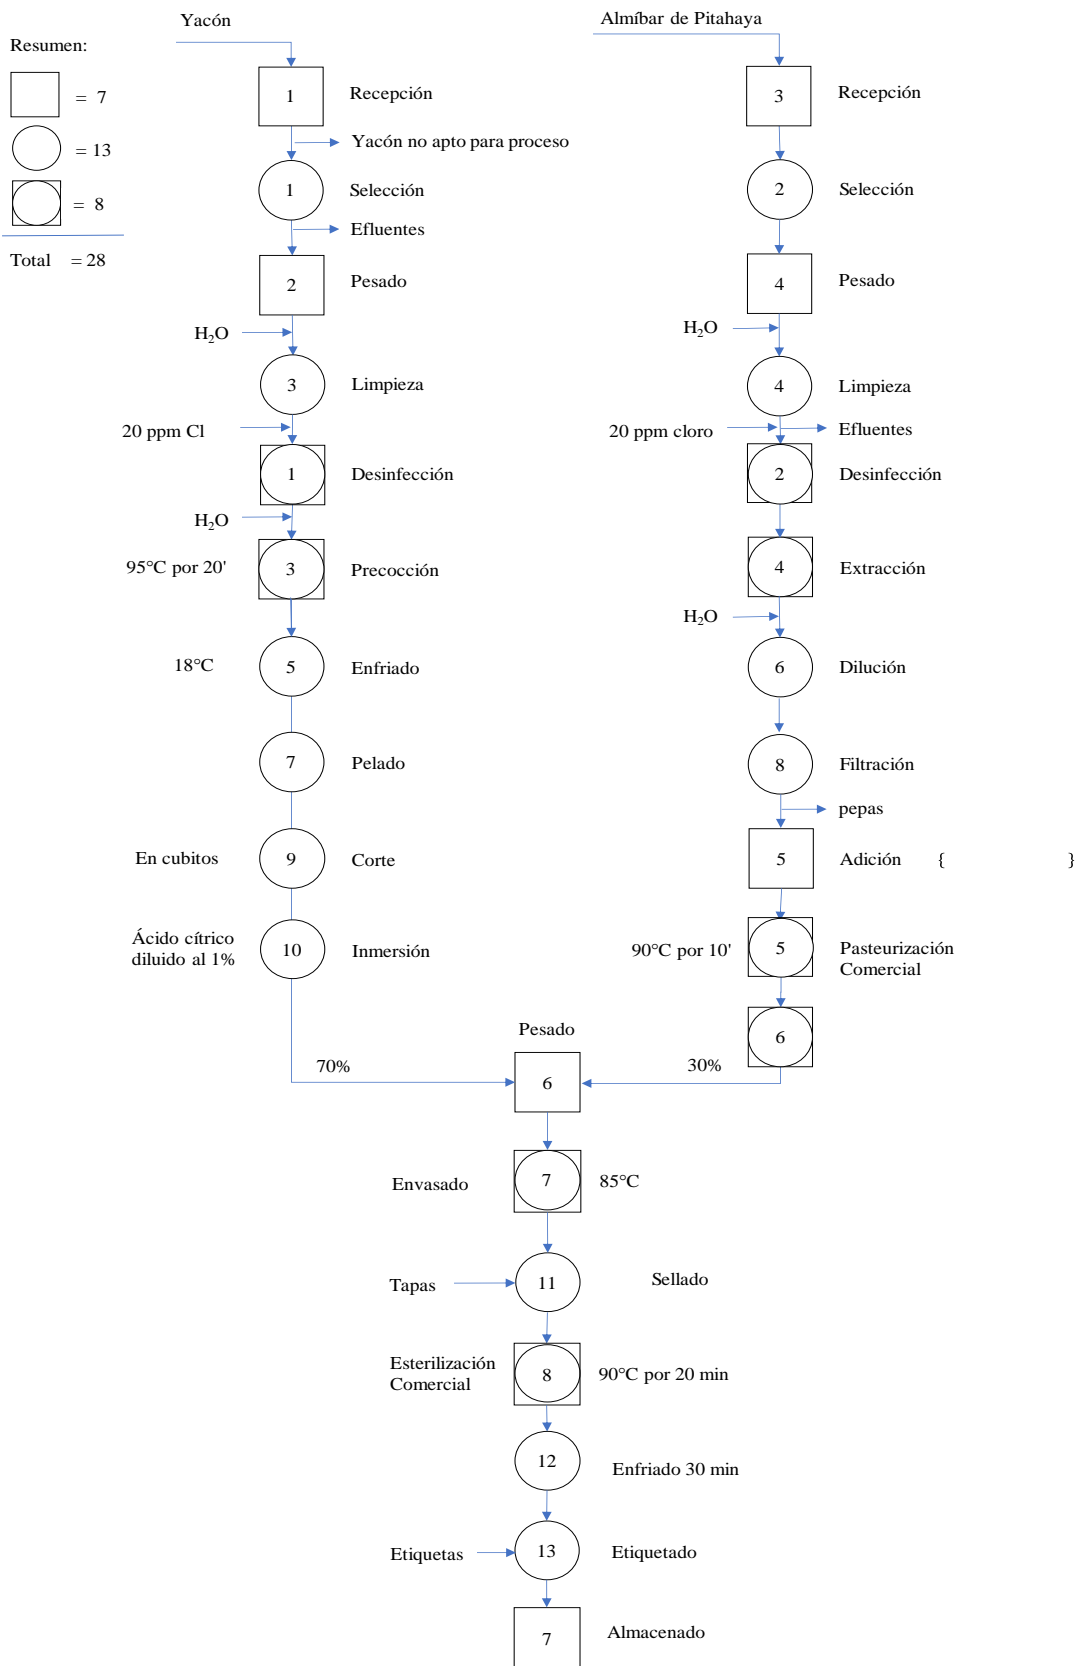 Resumen:
= 7
= 13
= 8
Total = 28
Yacón
1 Recepción
Yacón no apto para proceso
1 Selección
Efluentes
2 Pesado
H₂O
3 Limpieza
20 ppm Cl
1 Desinfección
H₂O
95°C por 20' 3 Precocción
18°C 5 Enfriado
7 Pelado
En cubitos 9 Corte
Ácido cítrico
diluido al 1% 10 Inmersión
70%
Almíbar de Pitahaya
3 Recepción
2 Selección
4 Pesado
H₂O
4 Limpieza
20 ppm cloro Efluentes
2 Desinfección
4 Extracción
H₂O
6 Dilución
8 Filtración
pepas
5 Adición { }
90°C por 10' 5 Pasteurización
Comercial
6
30%
Pesado
6
Envasado 7 85°C
Tapas 11 Sellado
Esterilización
Comercial 8 90°C por 20 min
12 Enfriado 30 min
Etiquetas 13 Etiquetado
7 Almacenado